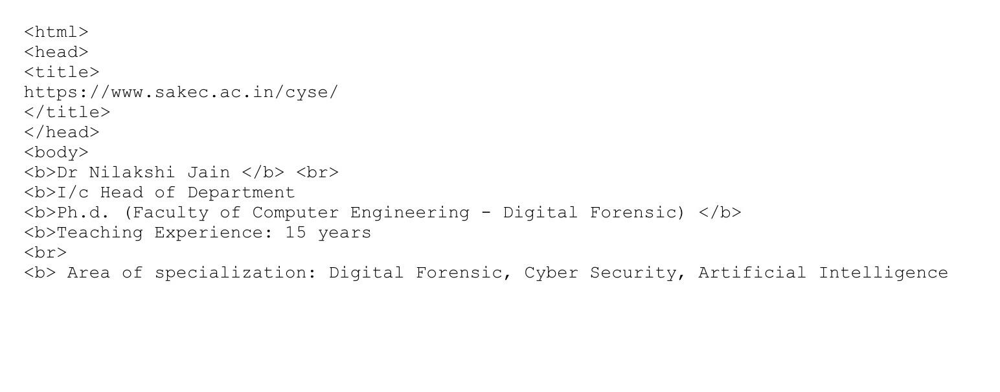 <html>
<head>
<title>
https://www.sakec.ac.in/cyse/
</title>
</head>
<body>
<b>Dr Nilakshi Jain </b> <br>
<b>I/c Head of Department
<b>Ph.d. (Faculty of Computer Engineering - Digital Forensic) </b>
<b>Teaching Experience: 15 years
<br>
<b> Area of specialization: Digital Forensic, Cyber Security, Artificial Intelligence